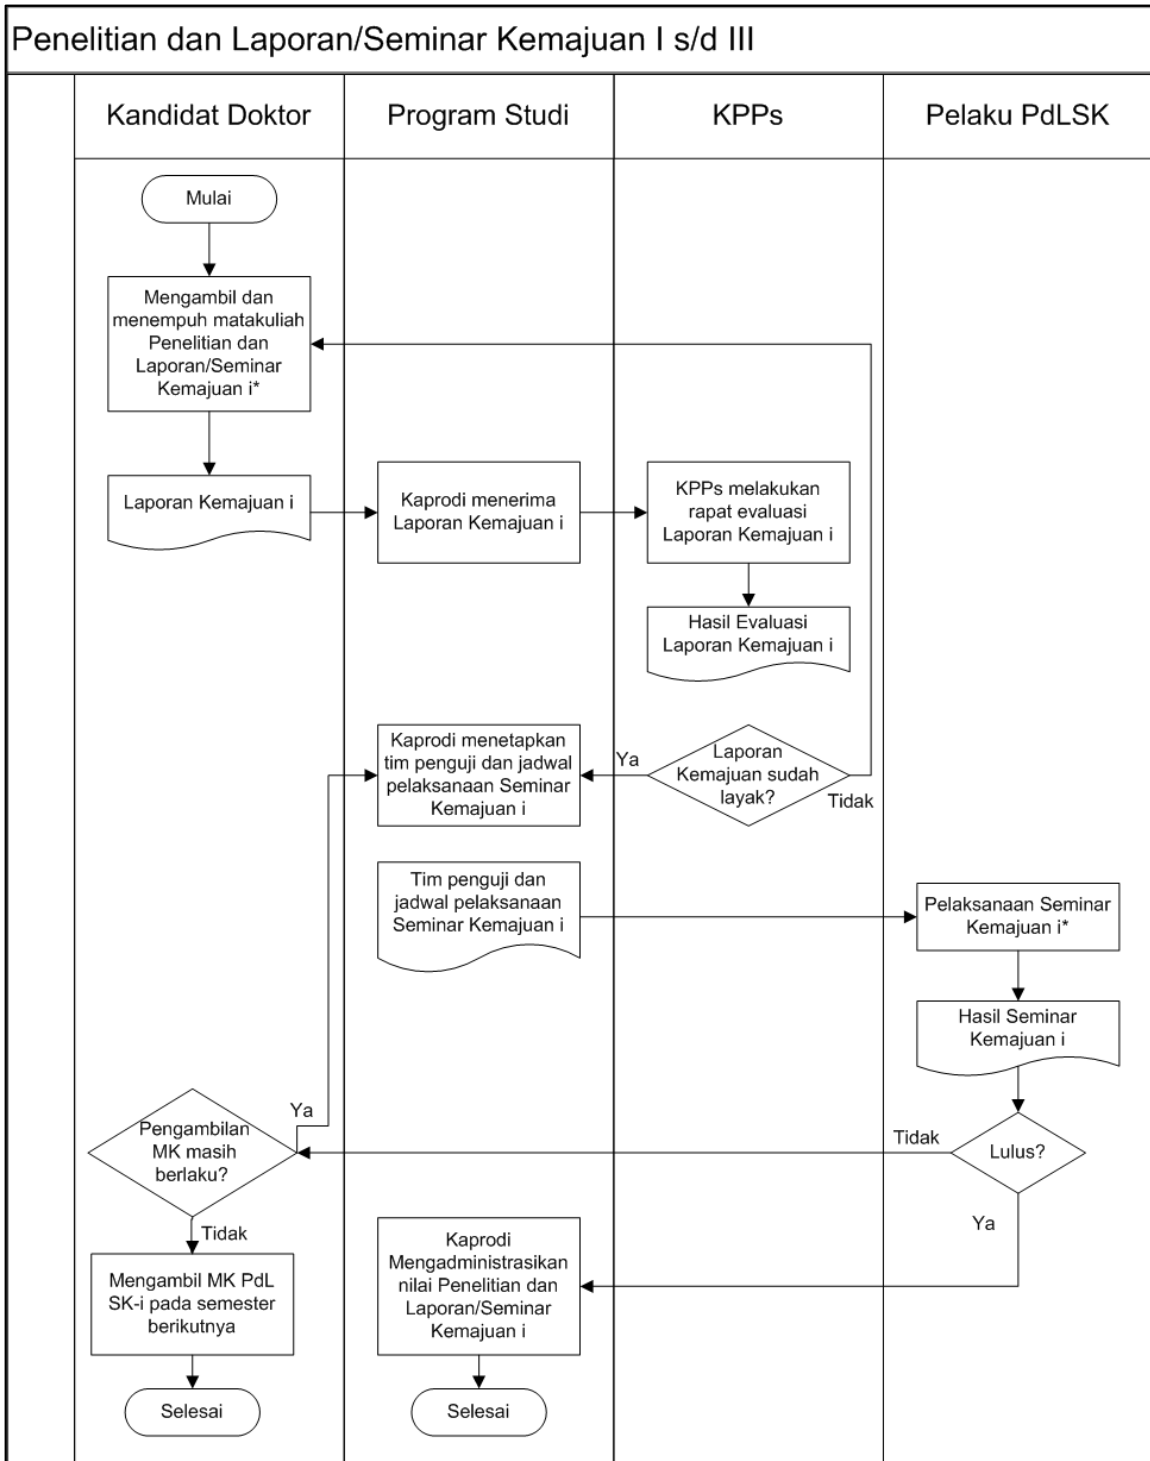 Penelitian dan Laporan/Seminar Kemajuan I s/d III
Kandidat Doktor
Program Studi
KPPs
Pelaku PdLSK
Mulai
Mengambil dan
menempuh matakuliah
Penelitian dan
Laporan/Seminar
Kemajuan i*
Laporan Kemajuan i
Kaprodi menerima
Laporan Kemajuan i
KPPs melakukan
rapat evaluasi
Laporan Kemajuan i
Hasil Evaluasi
Laporan Kemajuan i
Laporan
Kemajuan sudah
layak?
Ya
Tidak
Kaprodi menetapkan
tim penguji dan jadwal
pelaksanaan Seminar
Kemajuan i
Tim penguji dan
jadwal pelaksanaan
Seminar Kemajuan i
Pelaksanaan Seminar
Kemajuan i*
Hasil Seminar
Kemajuan i
Lulus?
Tidak
Ya
Pengambilan
MK masih
berlaku?
Ya
Tidak
Mengambil MK PdL
SK-i pada semester
berikutnya
Selesai
Kaprodi
Mengadministrasikan
nilai Penelitian dan
Laporan/Seminar
Kemajuan i
Selesai